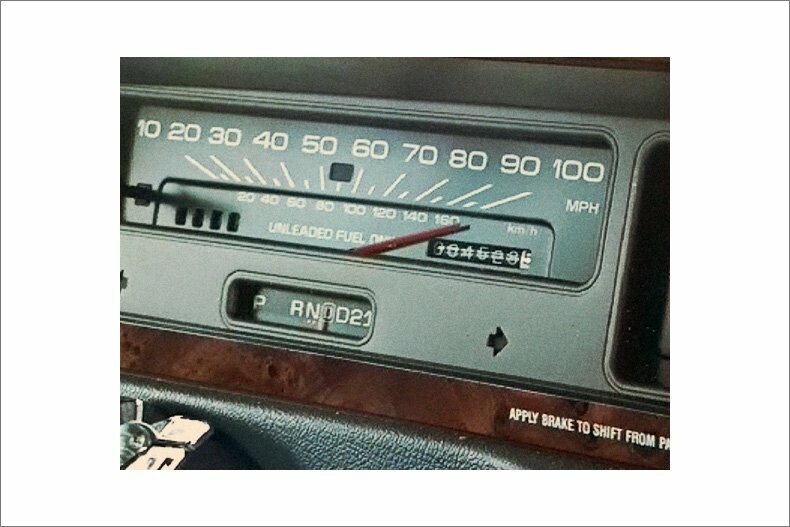 10 20 30 40 50 60 70 80 90 100
MPH
20 40 60 80 100 120 140 160
km/h
UNLEADED FUEL ONLY
P RNDD21
APPLY BRAKE TO SHIFT FROM PA